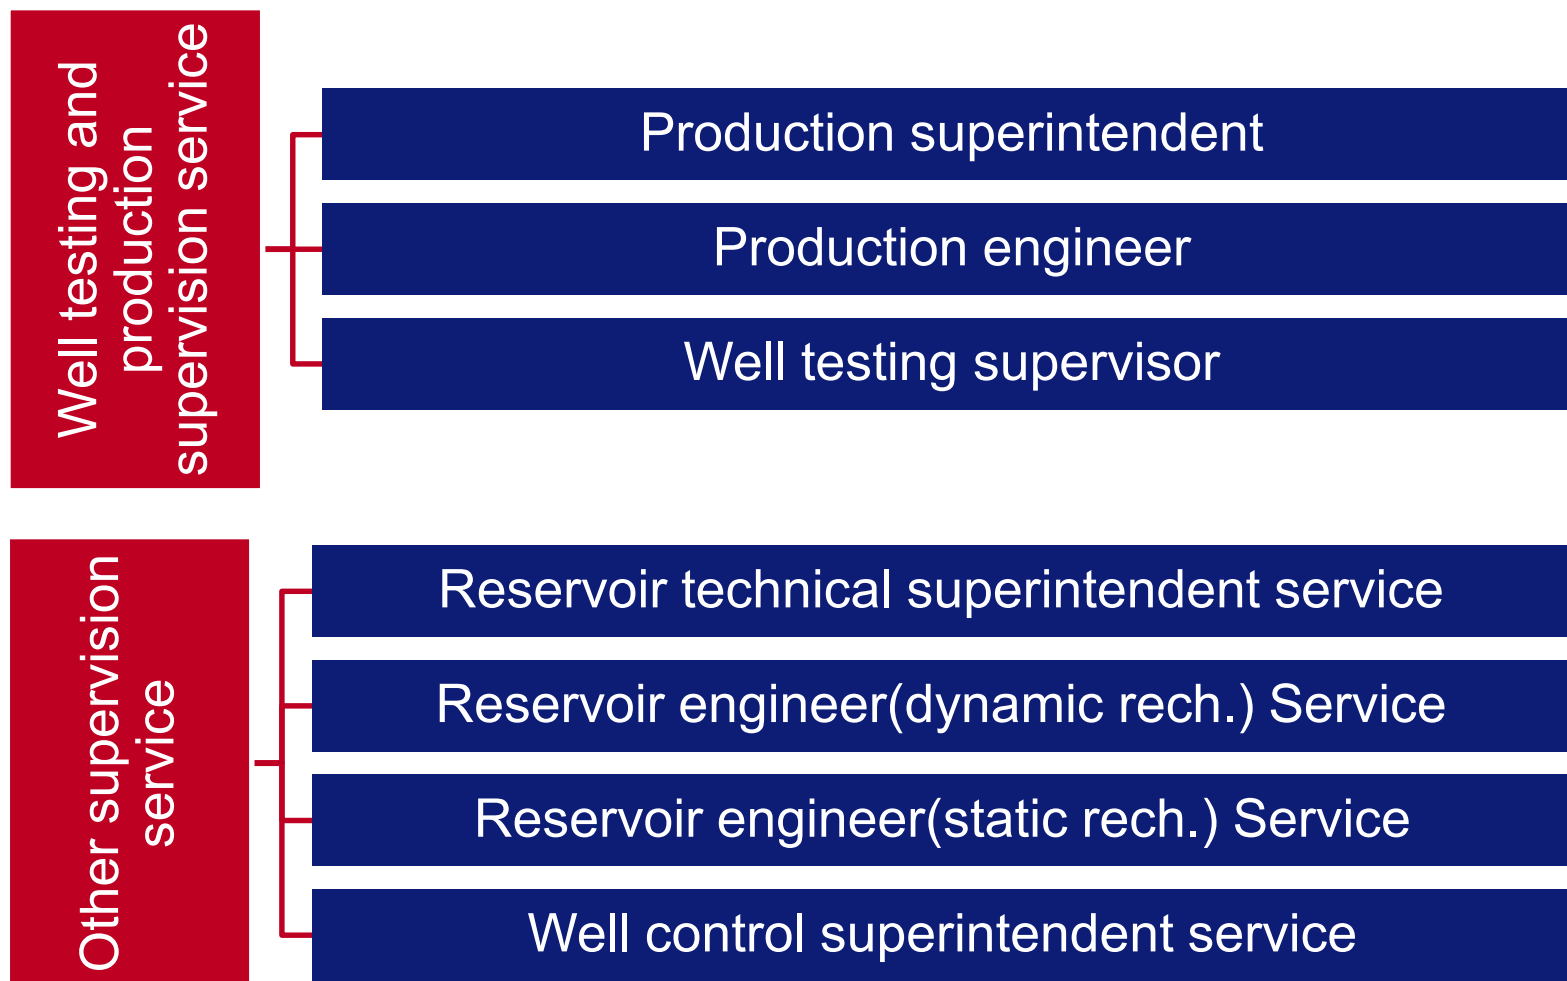 Well testing and
production
supervision service
Production superintendent
Production engineer
Well testing supervisor
Other supervision
service
Reservoir technical superintendent service
Reservoir engineer(dynamic rech.) Service
Reservoir engineer(static rech.) Service
Well control superintendent service